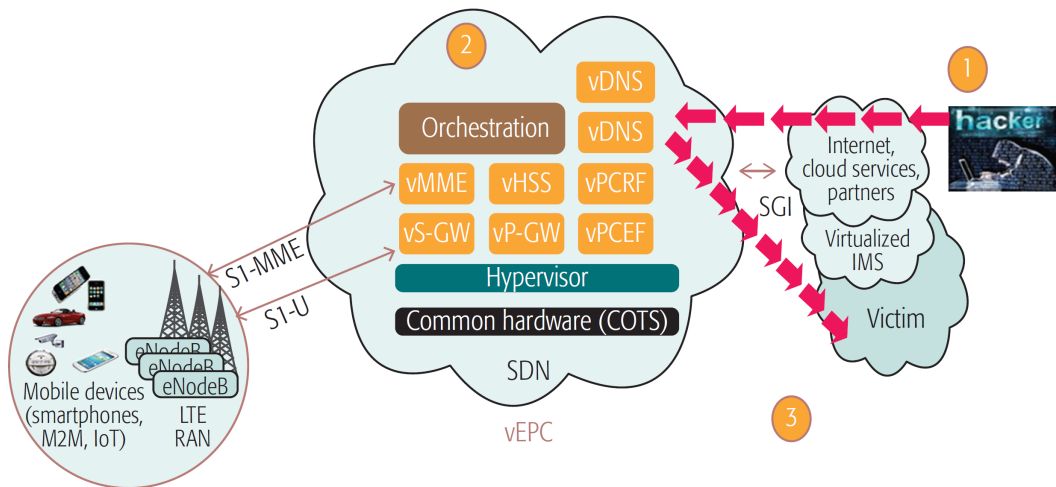 2
1
vDNS
hacker
Orchestration
vDNS
Internet,
cloud services,
partners
vMME
vHSS
vPCRF
SGI
vS-GW
vP-GW
vPCEF
Virtualized
IMS
S1-MME
Hypervisor
S1-U
Common hardware (COTS)
Victim
eNodeB
eNodeB
eNodeB
SDN
Mobile devices
(smartphones,
M2M, IoT)
LTE
RAN
3
vEPC